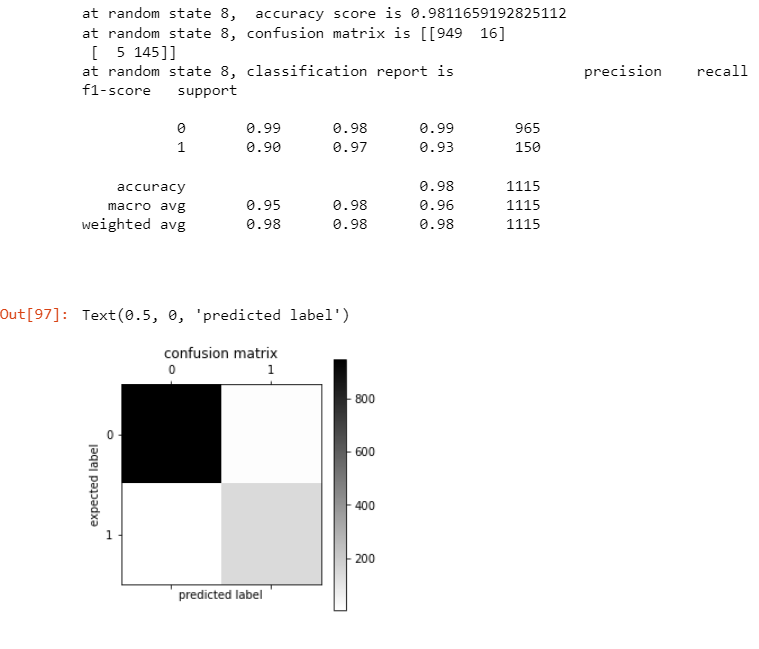 at random state 8,  accuracy score is 0.9811659192825112
at random state 8, confusion matrix is [[949  16]
 [  5 145]]
at random state 8, classification report is               precision    recall
f1-score   support

           0       0.99      0.98      0.99       965
           1       0.90      0.97      0.93       150

    accuracy                           0.98      1115
   macro avg       0.95      0.98      0.96      1115
weighted avg       0.98      0.98      0.98      1115

Out[97]: Text(0.5, 0, 'predicted label')
confusion matrix
0 1
800
0
600
expected label
400
1
200
predicted label